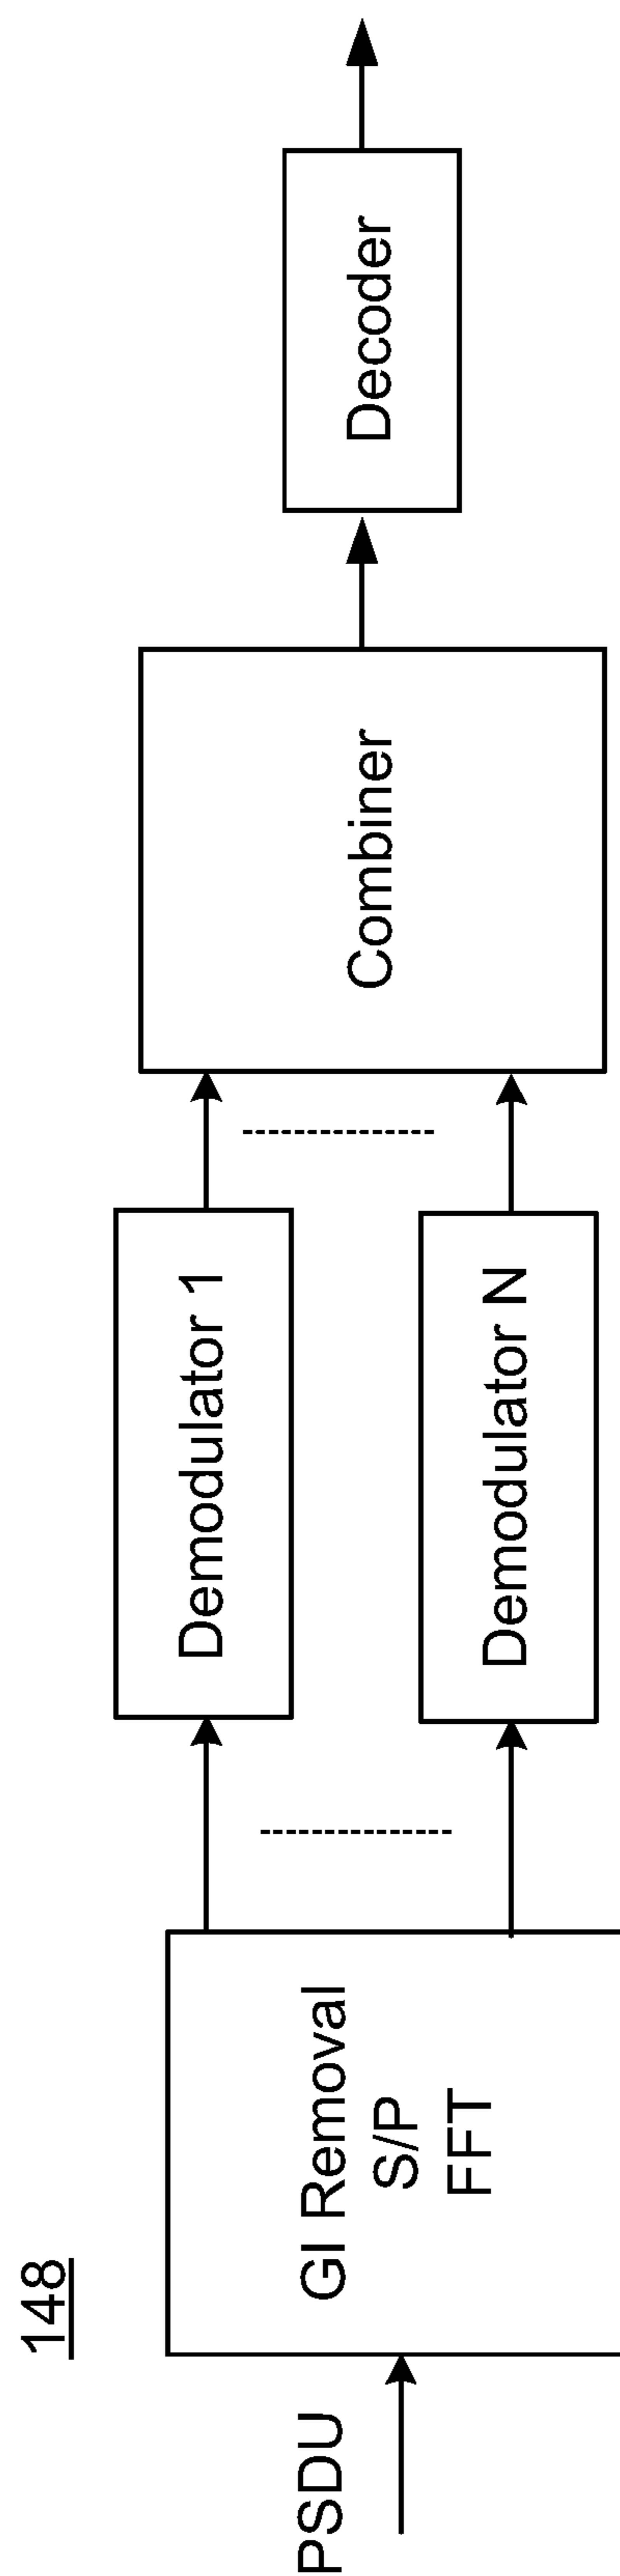 148
PSDU
GI Removal
S/P
FFT
Demodulator 1
Demodulator N
Combiner
Decoder